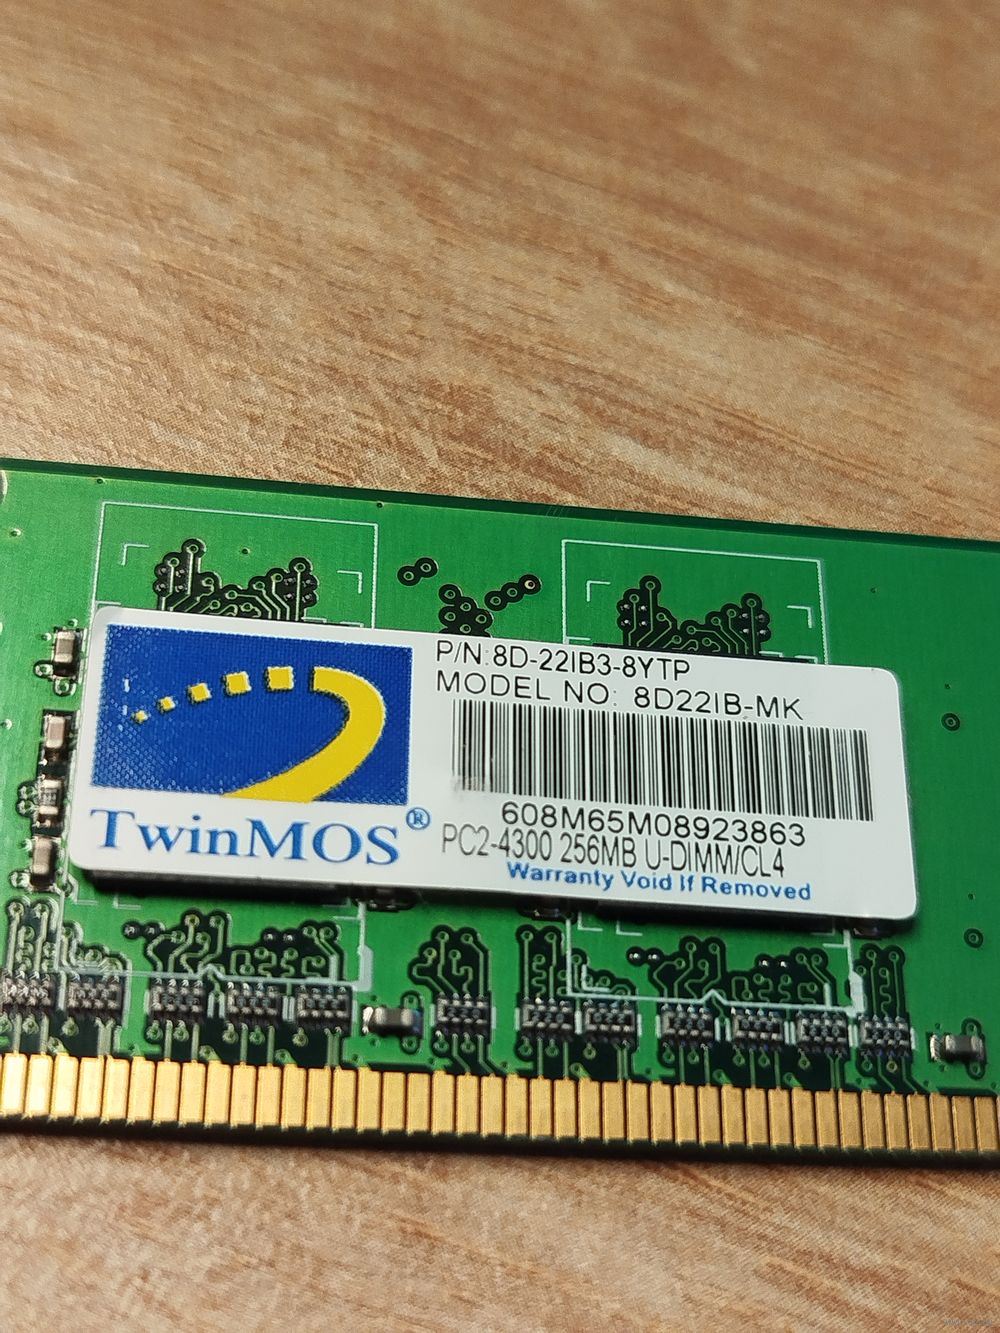 P/N:8D-22IB3-8YTP
MODEL NO: 8D22IB-MK
608M65M08923863
PC2-4300 256MB U-DIMM/CL4
Warranty Void If Removed
TwinMOS®